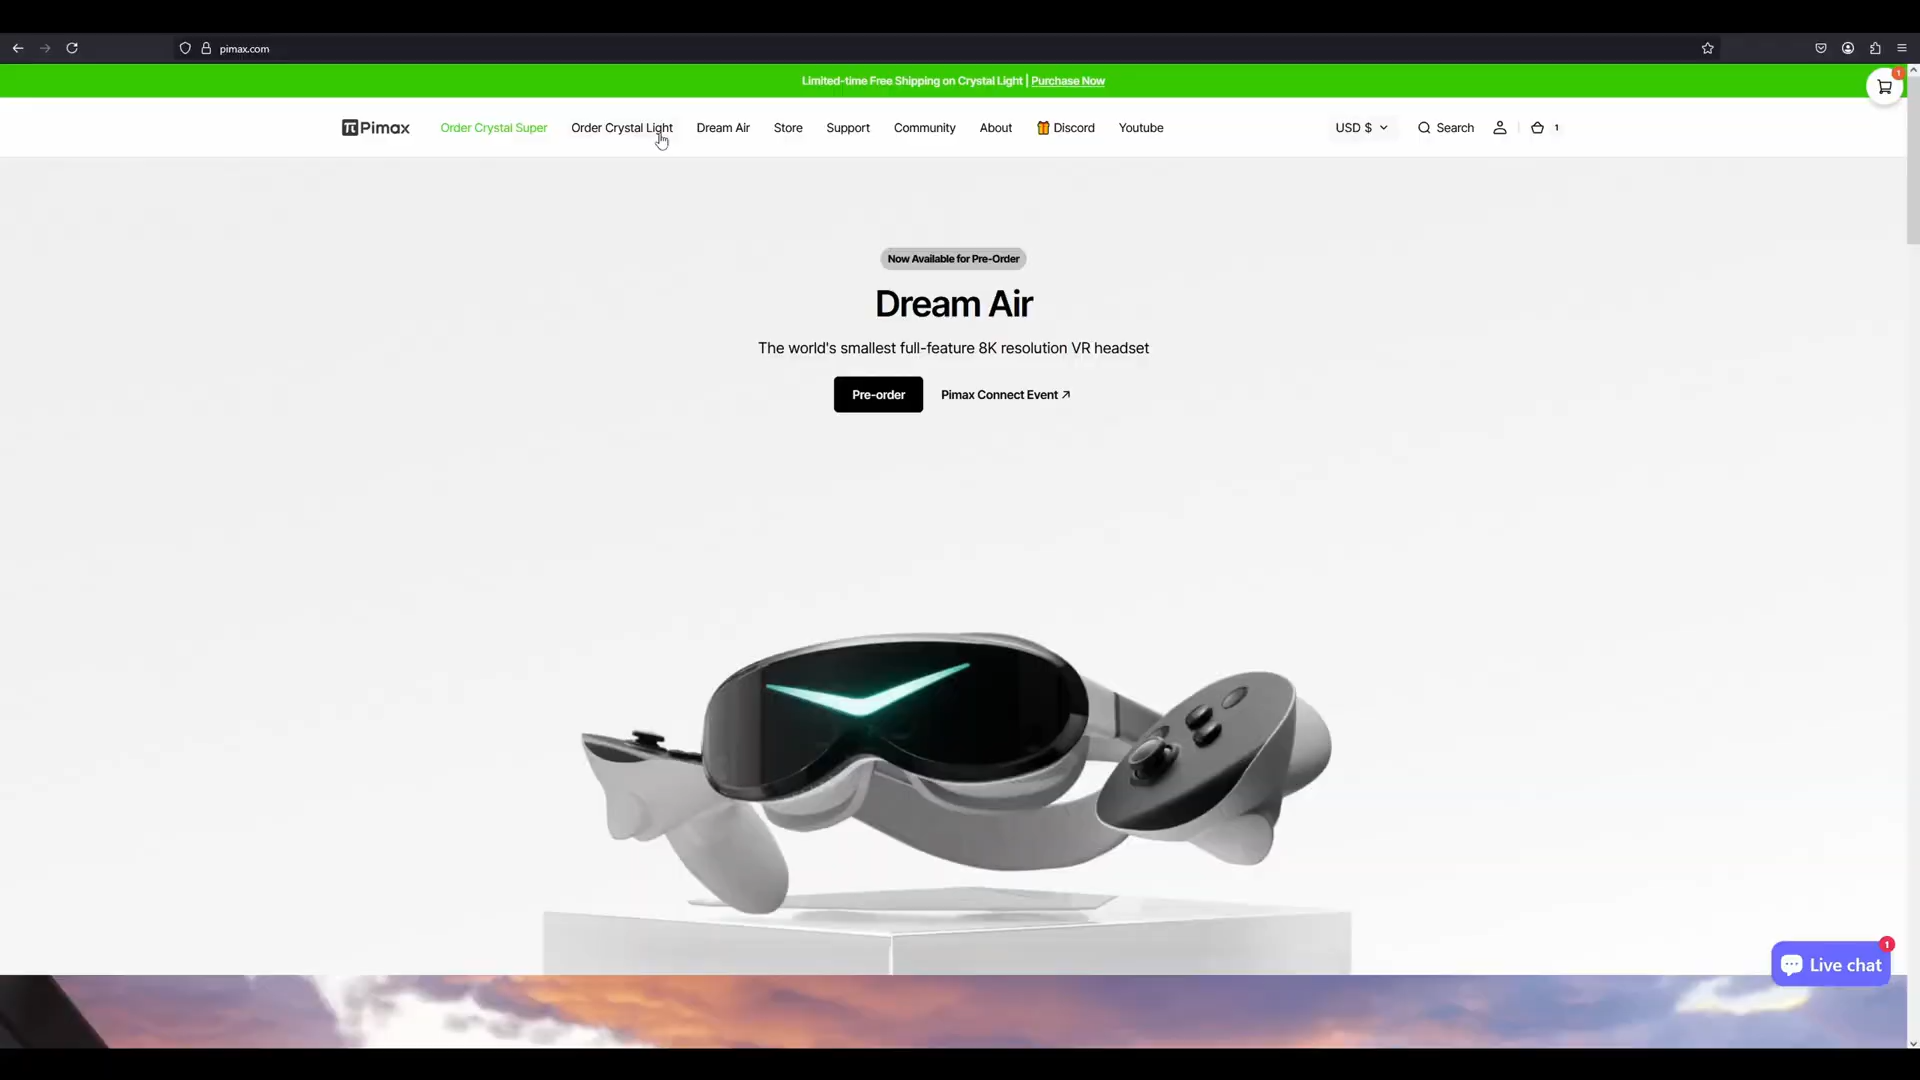 pimax.com
Limited-time Free Shipping on Crystal Light | Purchase Now
1
Pimax Order Crystal Super Order Crystal Light Dream Air Store Support Community About Discord Youtube USD $ Search 1
Now Available for Pre-Order
Dream Air
The world's smallest full-feature 8K resolution VR headset
Pre-order Pimax Connect Event ↗
1
Live chat